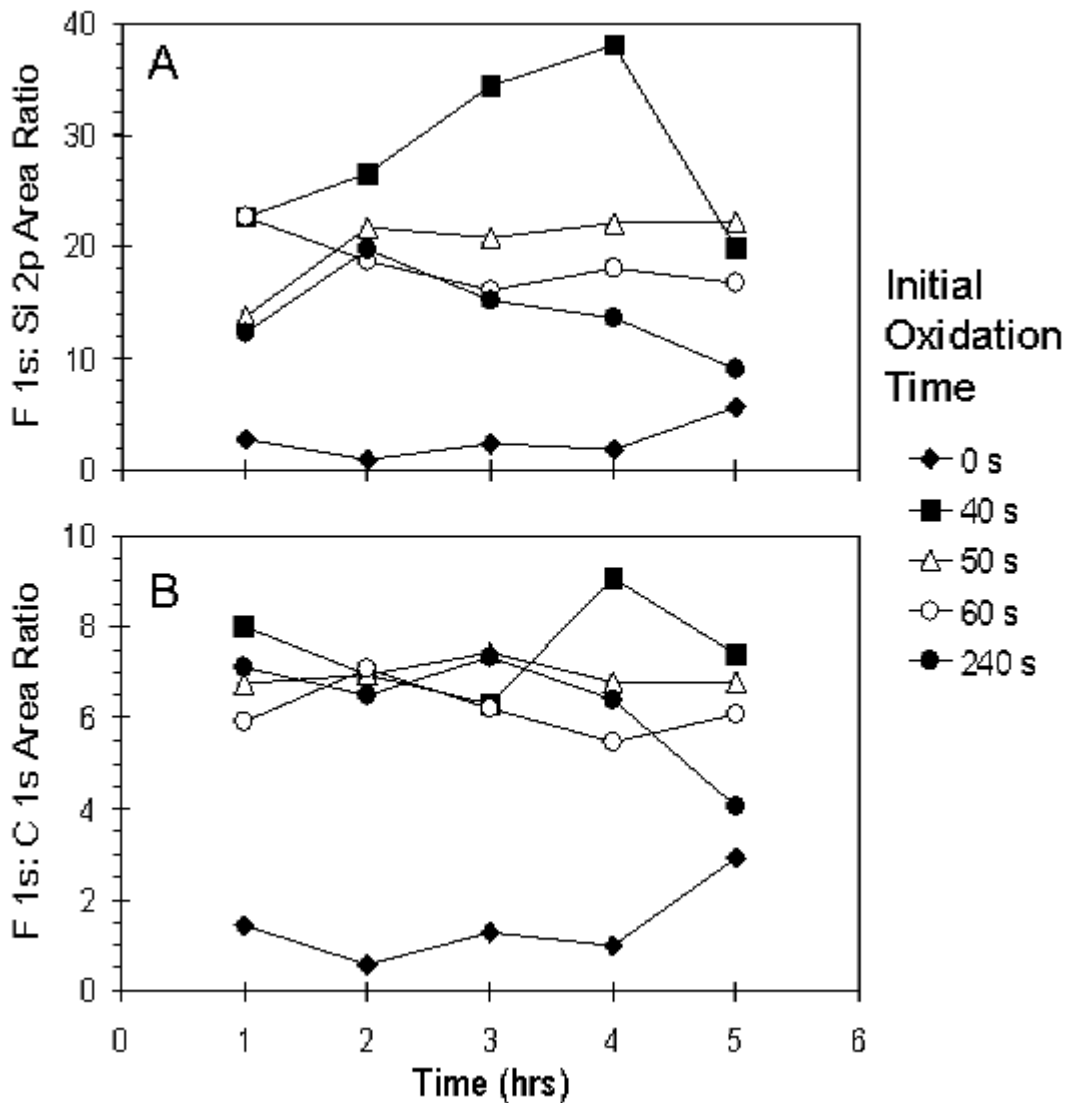 A
F 1s: Si 2p Area Ratio
40
30
20
10
0
B
F 1s: C 1s Area Ratio
10
8
6
4
2
0
0 1 2 3 4 5 6
Time (hrs)
Initial
Oxidation
Time
0 s
40 s
50 s
60 s
240 s